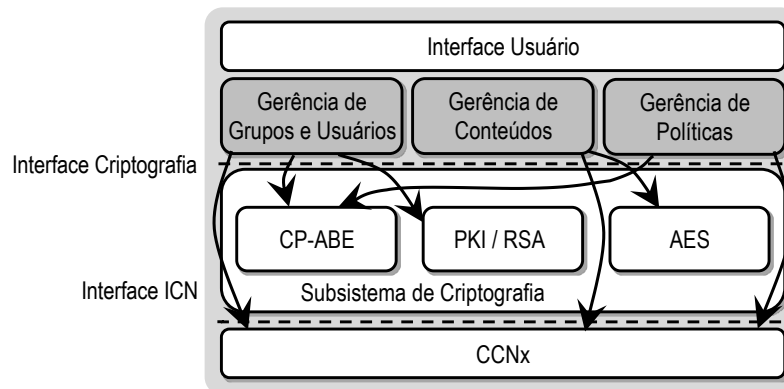 Interface Usuário
Gerência de
Grupos e Usuários
Gerência de
Conteúdos
Gerência de
Políticas
Interface Criptografia
CP-ABE
PKI / RSA
AES
Interface ICN
Subsistema de Criptografia
CCNx